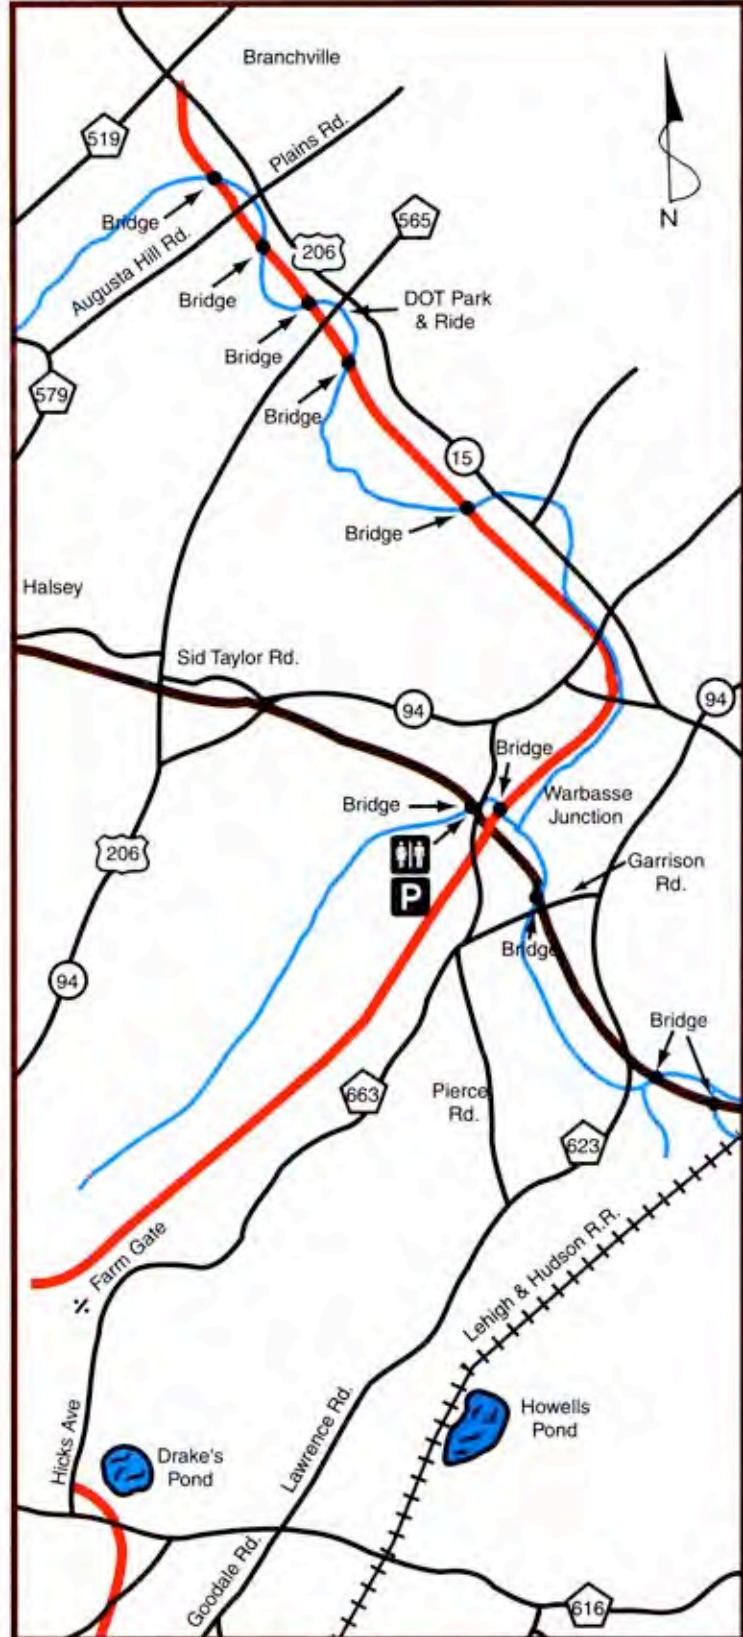 Branchville
519
Plains Rd.
Bridge
565
206
Augusta Hill Rd.
Bridge
DOT Park
& Ride
Bridge
579
Bridge
15
Bridge
Halsey
Sid Taylor Rd.
94
94
Bridge
Bridge
Warbasse
Junction
206
P
Garrison
Rd.
Bridge
94
Bridge
663
Pierce
Rd.
623
Farm Gate
Lehigh & Hudson R.R.
Hicks Ave
Lawrence Rd.
Howells
Pond
Drake's
Pond
Goodale Rd.
616
N